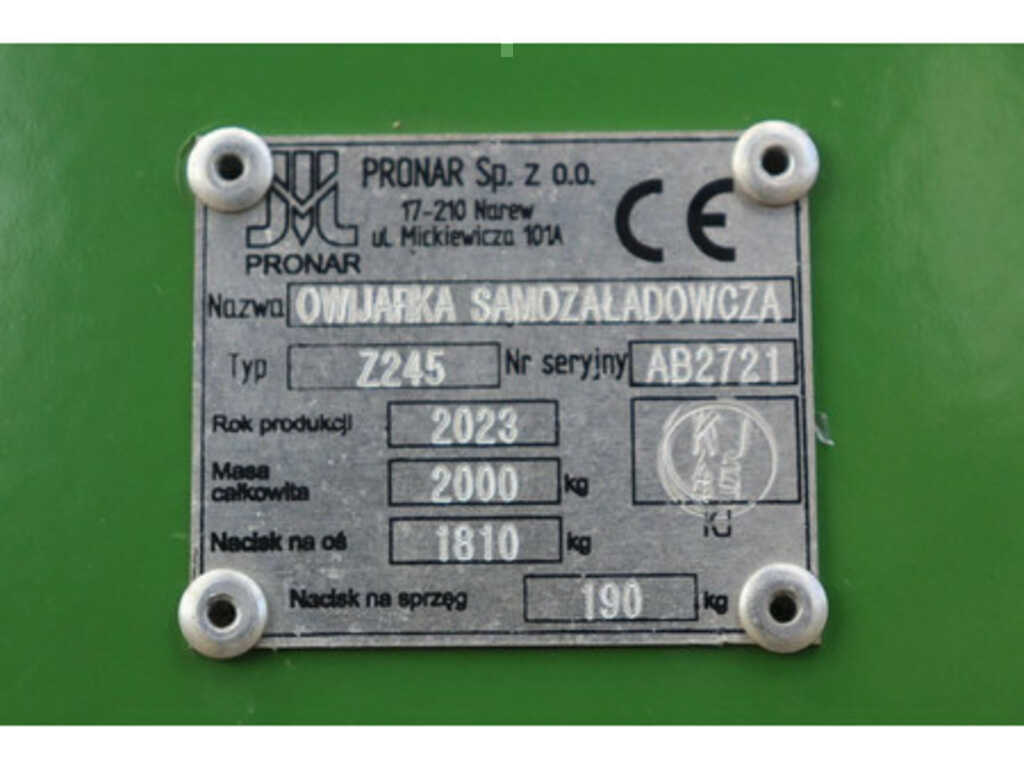 PRONAR Sp. z o.o.
17-210 Narew
ul. Mickiewicza 101A
CE
PRONAR
Nazwa OWIJARKA SAMOZAŁADOWCZA
Typ Z245 Nr seryjny AB2721
Rok produkcji 2023
Masa
całkowita 2000 kg
Nacisk na oś 1810 kg
KJ
Nacisk na sprzęg 190 kg